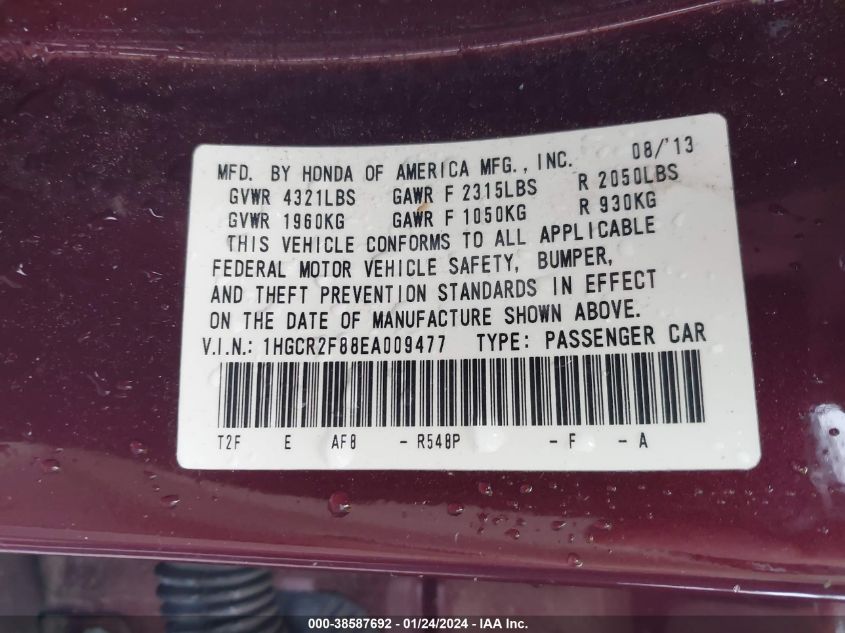 MFD. BY HONDA OF AMERICA MFG., INC. 08/'13
GVWR 4321LBS GAWR F 2315LBS R 2050LBS
GVWR 1960KG GAWR F 1050KG R 930KG
THIS VEHICLE CONFORMS TO ALL APPLICABLE
FEDERAL MOTOR VEHICLE SAFETY, BUMPER,
AND THEFT PREVENTION STANDARDS IN EFFECT
ON THE DATE OF MANUFACTURE SHOWN ABOVE.
V.I.N.: 1HGCR2F88EA009477 TYPE: PASSENGER CAR
T2F E AF8 - R548P - F - A
000-38587692 - 01/24/2024 - IAA Inc.